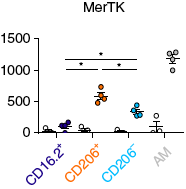 MerTK
1500
1000
500
0
*
* *
CD16.2⁺
CD206⁺
CD206⁻
AM